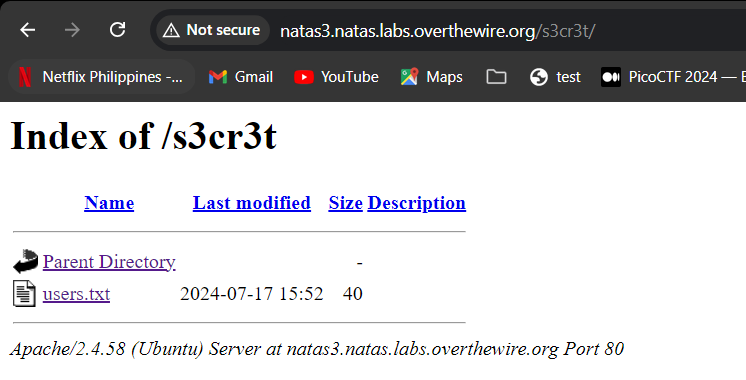 Not secure natas3.natas.labs.overthewire.org/s3cr3t/
Netflix Philippines -... Gmail YouTube Maps test PicoCTF 2024 —
Index of /s3cr3t
Name Last modified Size Description
Parent Directory -
users.txt 2024-07-17 15:52 40
Apache/2.4.58 (Ubuntu) Server at natas3.natas.labs.overthewire.org Port 80